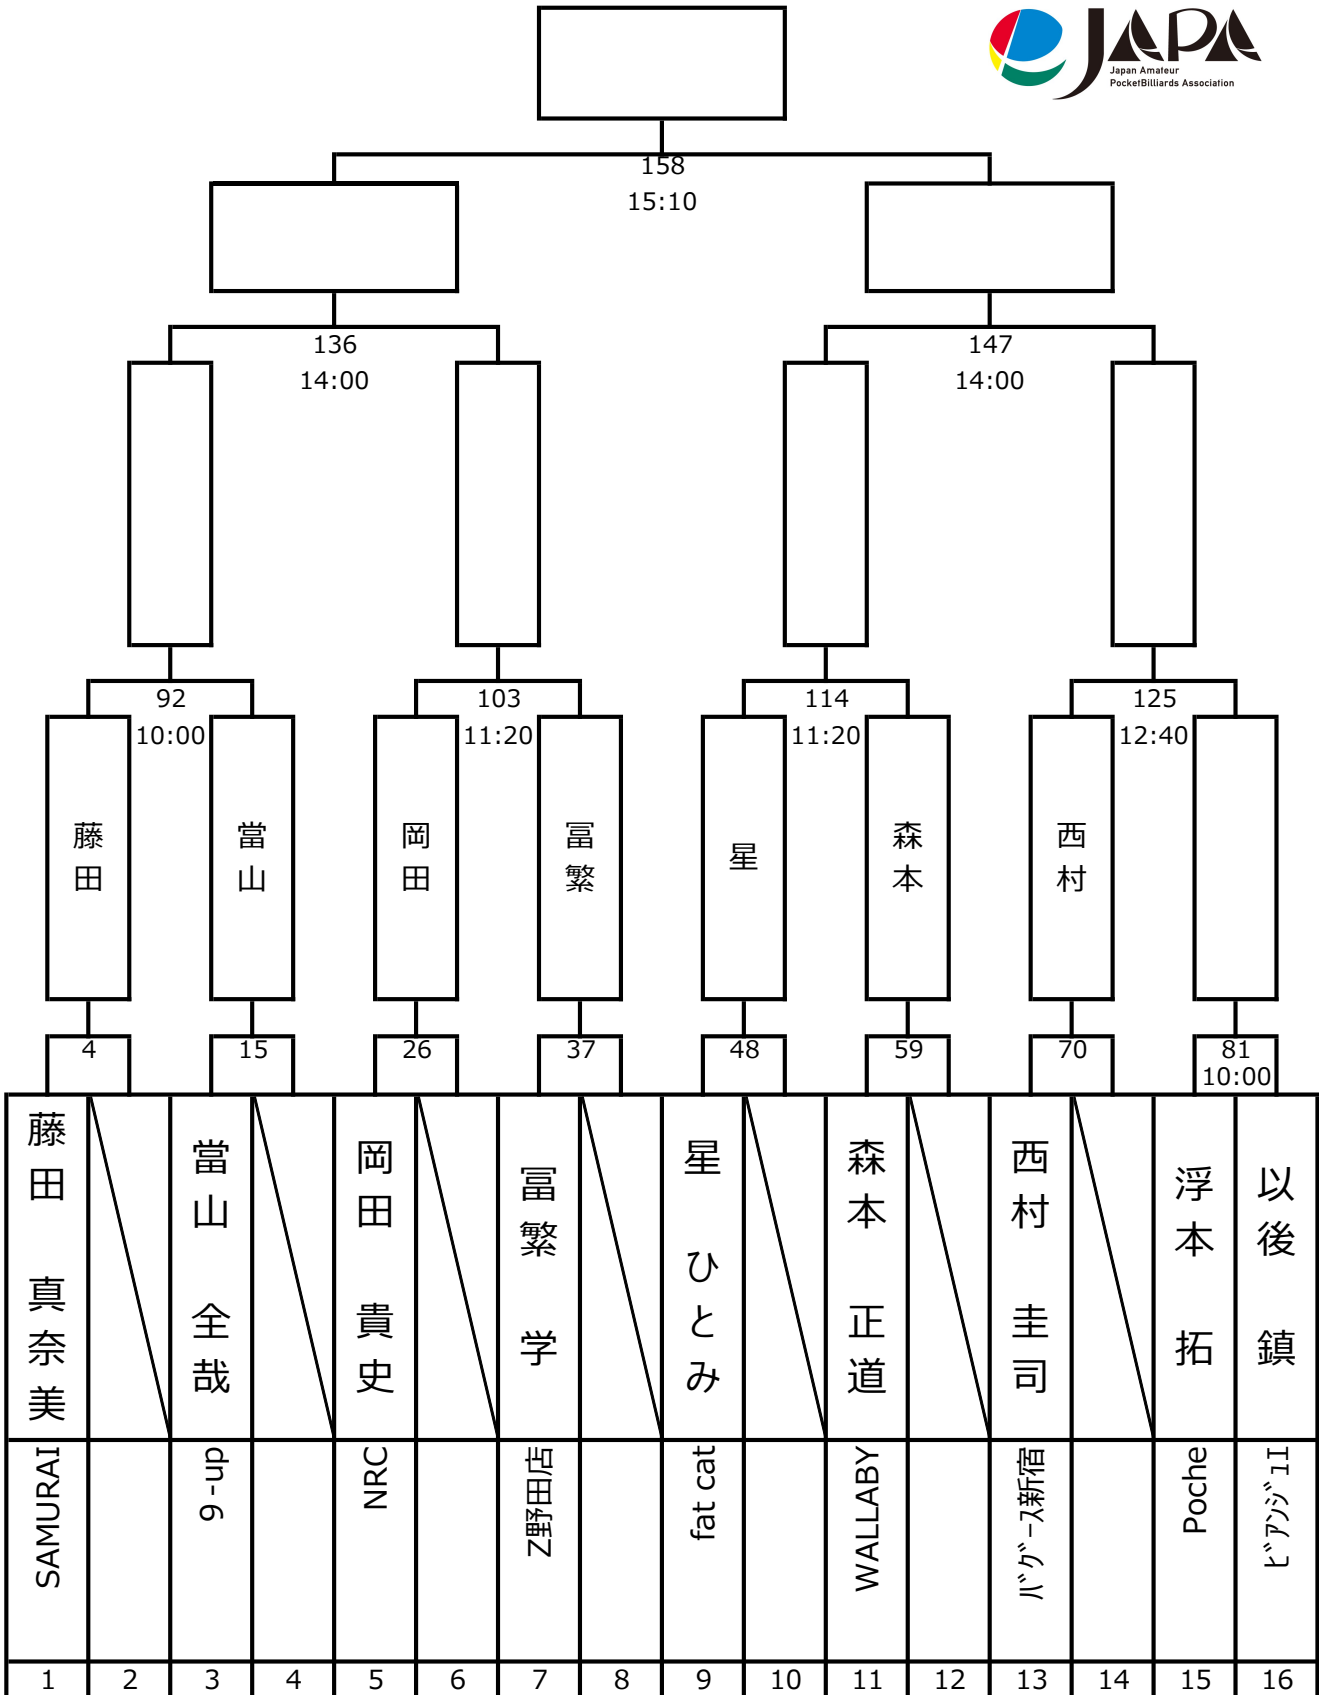 JAPA
Japan Amateur
PocketBilliards Association
158
15:10
136
14:00
147
14:00
92
10:00
103
11:20
114
11:20
125
12:40
藤田
當山
岡田
冨繁
星
森本
西村
4
15
26
37
48
59
70
81
10:00
藤田 真奈美
當山 全哉
岡田 貴史
冨繁 学
星 ひとみ
森本 正道
西村 圭司
浮本 拓
以後 鎮
SAMURAI
9-up
NRC
Z野田店
fat cat
WALLABY
ﾊﾞｸﾞｰｽ新宿
Poche
ﾋﾞｱﾝｼﾞｭｴ
1
2
3
4
5
6
7
8
9
10
11
12
13
14
15
16